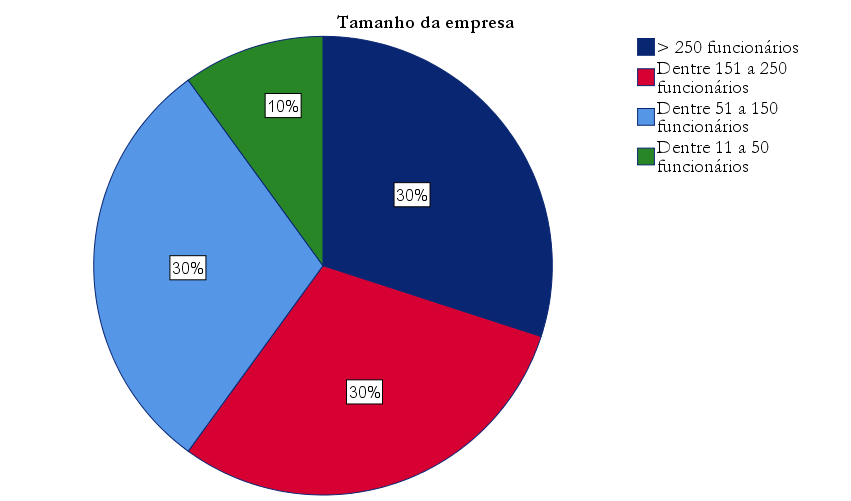 Tamanho da empresa
> 250 funcionários
Dentre 151 a 250
funcionários
Dentre 51 a 150
funcionários
Dentre 11 a 50
funcionários
10%
30%
30%
30%